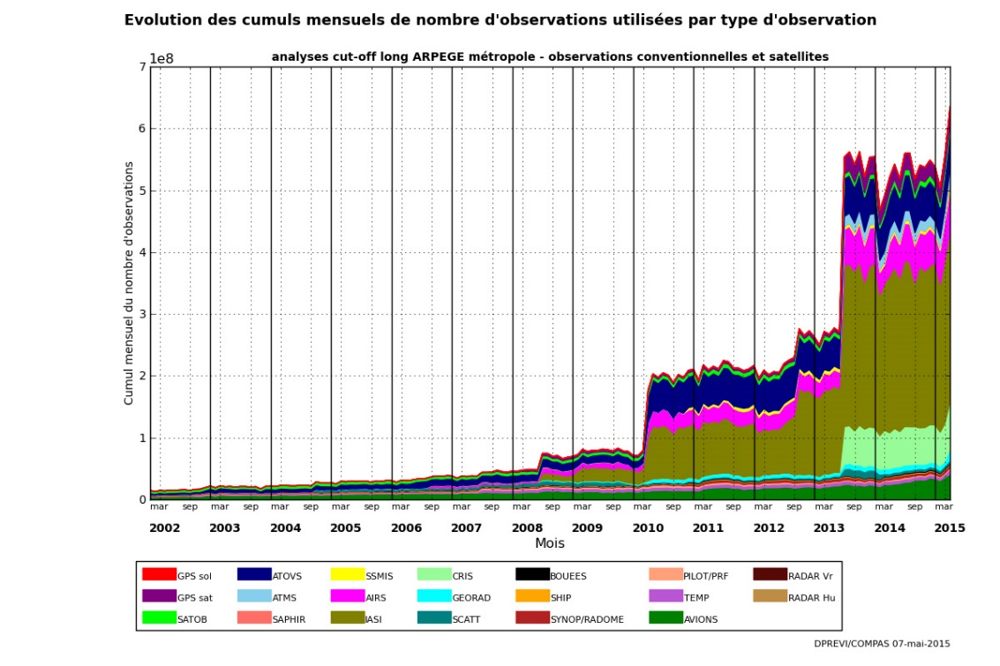 Evolution des cumuls mensuels de nombre d'observations utilisées par type d'observation
analyses cut-off long ARPEGE métropole - observations conventionnelles et satellites
1e8
7
6
5
4
3
2
1
0
Cumul mensuel du nombre d'observations
mar sep mar sep mar sep mar sep mar sep mar sep mar sep mar sep mar sep mar sep mar sep mar sep mar sep mar
2002 2003 2004 2005 2006 2007 2008 2009 2010 2011 2012 2013 2014 2015
Mois
GPS sol ATOVS SSMIS CRIS BOUEES PILOT/PRF RADAR Vr
GPS sat ATMS AIRS GEORAD SHIP TEMP RADAR Hu
SATOB SAPHIR IASI SCATT SYNOP/RADOME AVIONS
DPREVI/COMPAS 07-mai-2015